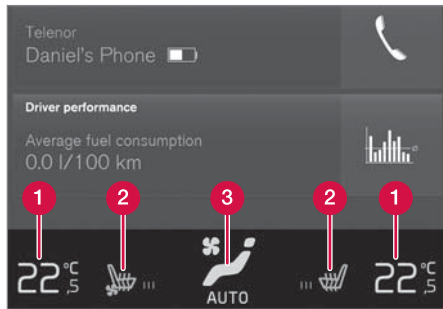 Telenor
Daniel's Phone
Driver performance
Average fuel consumption
0.0 l/100 km
1 2 3 2 1
22°C,5 22°C,5
AUTO